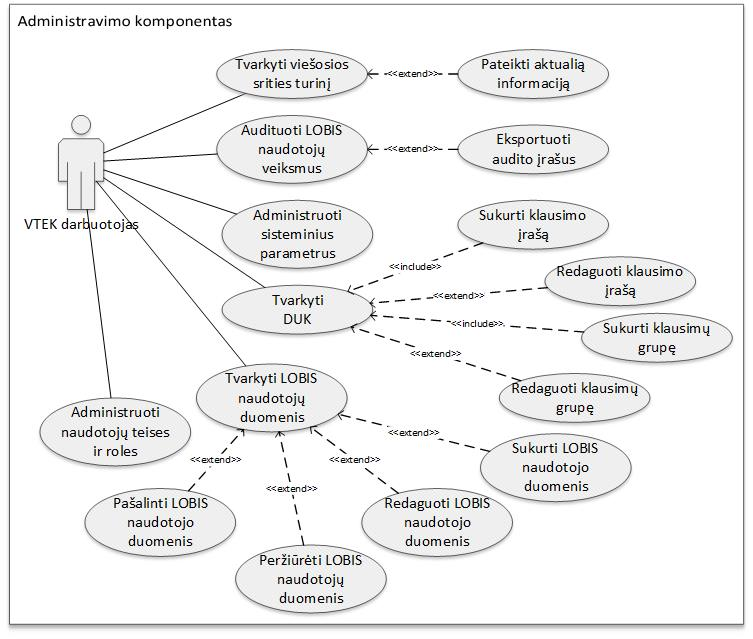 Administravimo komponentas
Tvarkyti viešosios
srities turinį
<<extend>>
Pateikti aktualią
informaciją
Audituoti LOBIS
naudotojų
veiksmus
<<extend>>
Eksportuoti
audito įrašus
VTEK darbuotojas
Administruoti
sisteminius
parametrus
Sukurti klausimo
įrašą
<<include>>
Redaguoti klausimo
įrašą
<<extend>>
Tvarkyti
DUK
<<include>>
Sukurti klausimų
grupę
<<extend>>
Redaguoti klausimų
grupę
Tvarkyti LOBIS
naudotojų
duomenis
Administruoti
naudotojų teises
ir roles
<<extend>>
Sukurti LOBIS
naudotojo
duomenis
<<extend>>
<<extend>>
<<extend>>
Pašalinti LOBIS
naudotojo
duomenis
Redaguoti LOBIS
naudotojo
duomenis
Peržiūrėti LOBIS
naudotojų
duomenis